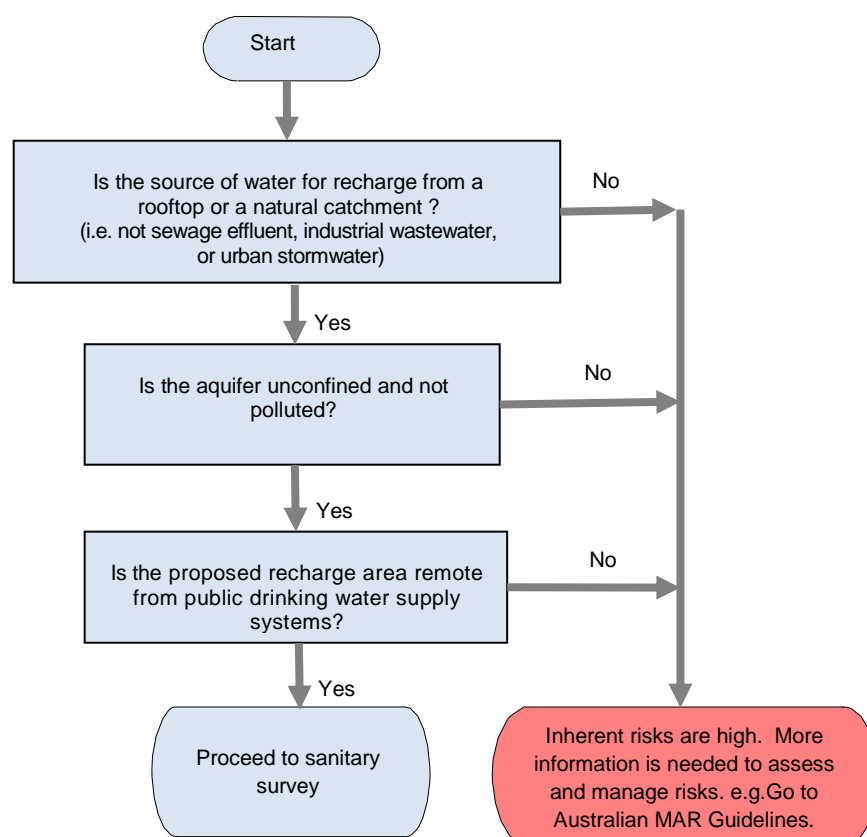 Start
Is the source of water for recharge from a
rooftop or a natural catchment ?
(i.e. not sewage effluent, industrial wastewater,
or urban stormwater)
No
Yes
Is the aquifer unconfined and not
polluted?
No
Yes
Is the proposed recharge area remote
from public drinking water supply
systems?
No
Yes
Proceed to sanitary
survey
Inherent risks are high.  More
information is needed to assess
and manage risks. e.g.Go to
Australian MAR Guidelines.